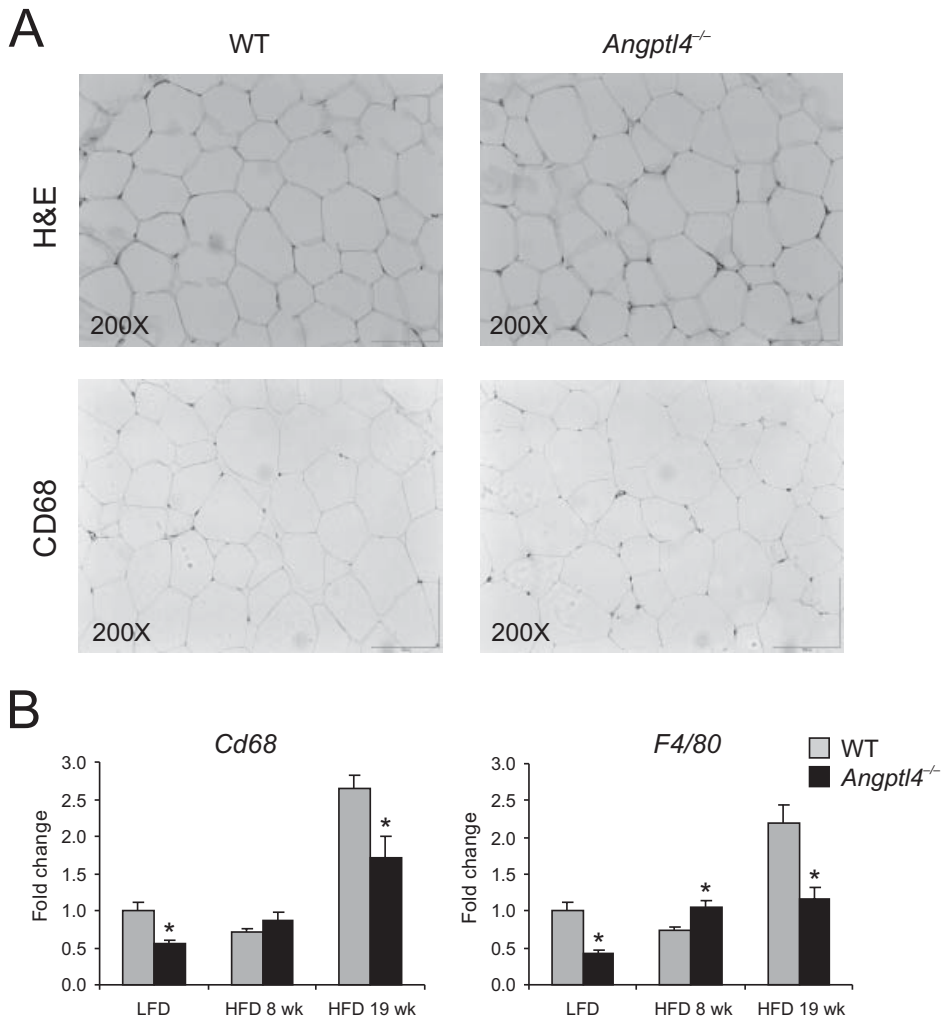 A
WT Angptl4–/–
H&E
200X 200X
CD68
200X 200X
B
Cd68 F4/80
WT
Angptl4–/–
Fold change
3.0
2.5
2.0
1.5
1.0
0.5
0.0
*
*
LFD HFD 8 wk HFD 19 wk
Fold change
3.0
2.5
2.0
1.5
1.0
0.5
0.0
*
*
*
LFD HFD 8 wk HFD 19 wk